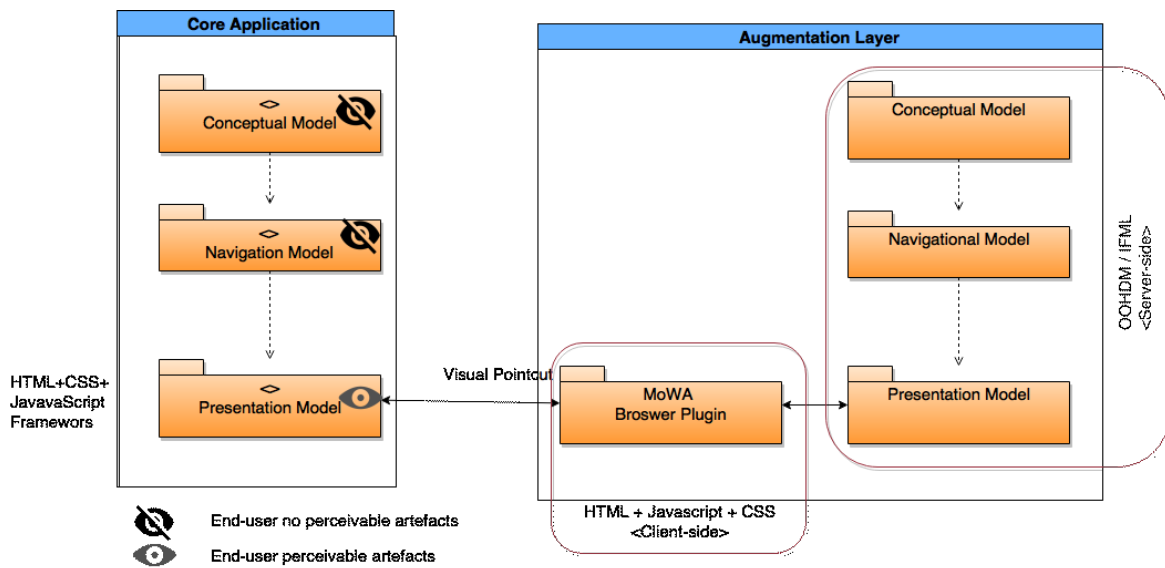 Core Application
<>
Conceptual Model
<>
Navigation Model
<>
Presentation Model
HTML+CSS+
JavavaScript
Framewors
Visual Pointcut
Augmentation Layer
Conceptual Model
Navigational Model
Presentation Model
MoWA
Broswer Plugin
OOHDM / IFML
<Server-side>
HTML + Javascript + CSS
<Client-side>
End-user no perceivable artefacts
End-user perceivable artefacts